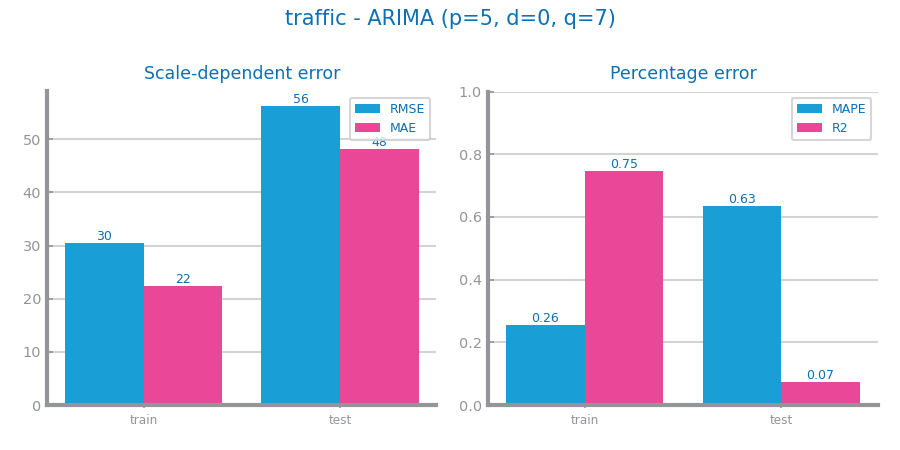 traffic - ARIMA (p=5, d=0, q=7)
Scale-dependent error
56
RMSE
MAE
48
50
40
30
30
22
20
10
0
train
test
Percentage error
1.0
MAPE
R2
0.8
0.75
0.63
0.6
0.4
0.26
0.2
0.07
0.0
train
test